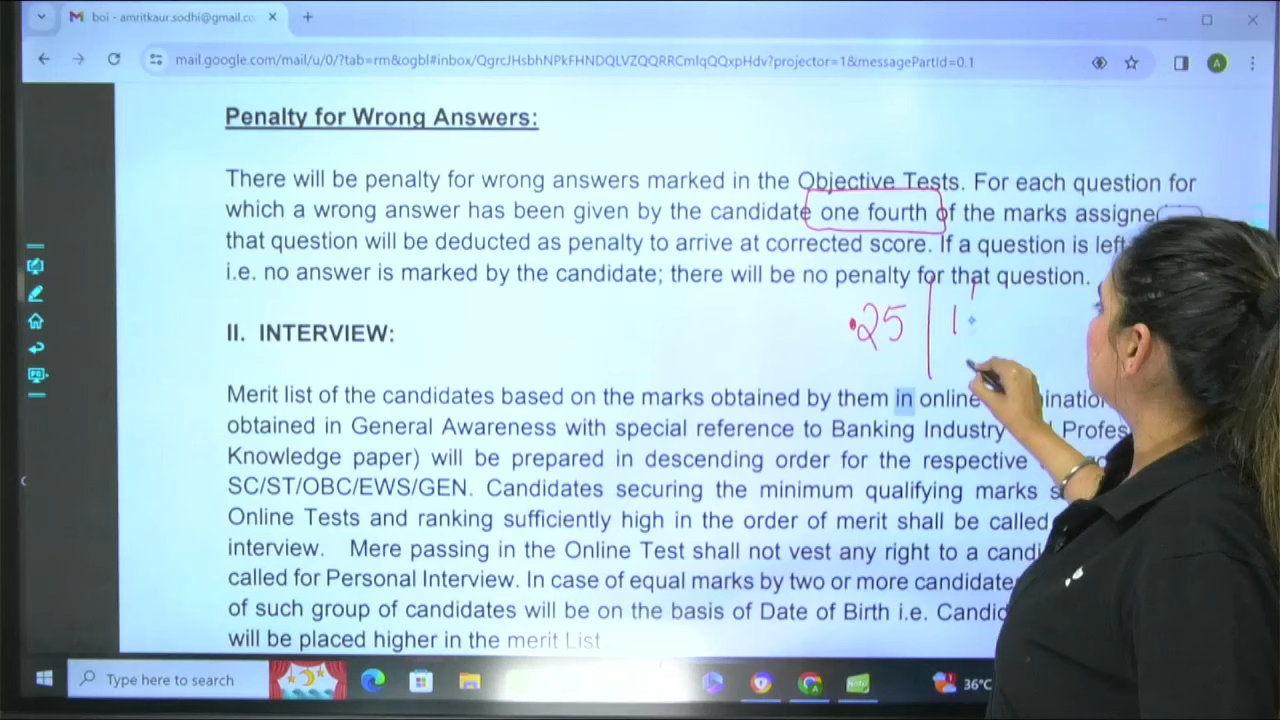 boi - amritkaur.sodhi@gmail.co
mail.google.com/mail/u/0/?tab=rm&ogbl#inbox/QgrcJHsbhNPkFHNDQLVZQQRRCmlqQQxpHdv?projector=1&messagePartId=0.1
A
Penalty for Wrong Answers:
There will be penalty for wrong answers marked in the Objective Tests. For each question for
which a wrong answer has been given by the candidate one fourth of the marks assigne
that question will be deducted as penalty to arrive at corrected score. If a question is left
i.e. no answer is marked by the candidate; there will be no penalty for that question.
.25 | 1
II. INTERVIEW:
Merit list of the candidates based on the marks obtained by them in online inatio
obtained in General Awareness with special reference to Banking Industry Profes
Knowledge paper) will be prepared in descending order for the respective
SC/ST/OBC/EWS/GEN. Candidates securing the minimum qualifying marks s
Online Tests and ranking sufficiently high in the order of merit shall be called
interview. Mere passing in the Online Test shall not vest any right to a candi
called for Personal Interview. In case of equal marks by two or more candidate
of such group of candidates will be on the basis of Date of Birth i.e. Candid
will be placed higher in the merit List
Type here to search
36°C